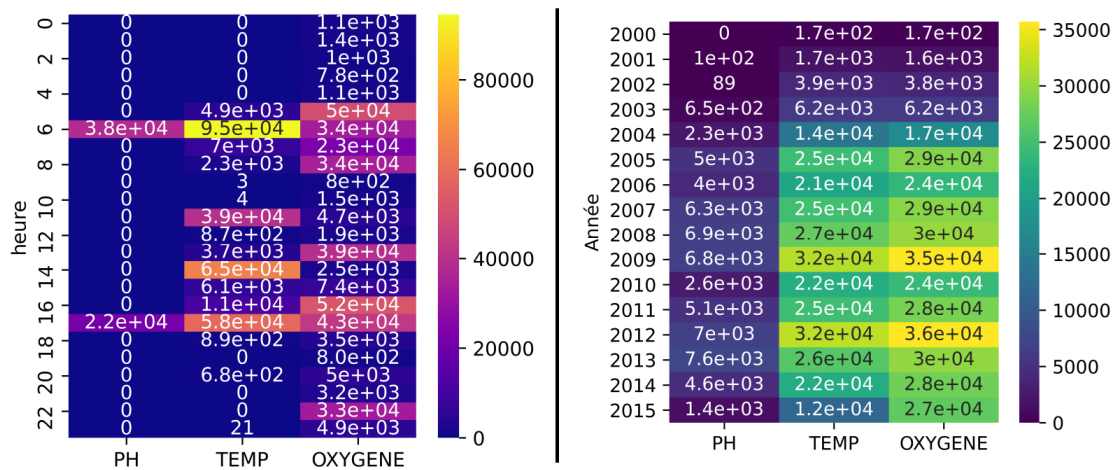 heure
0 0 0 1.1e+03
0 0 1.4e+03
2 0 0 1e+03
0 0 7.8e+02
4 0 0 1.1e+03
0 4.9e+03 5e+04
6 3.8e+04 9.5e+04 3.4e+04
0 7e+03 2.3e+04
8 0 2.3e+03 3.4e+04
0 3 8e+02
10 0 4 1.5e+03
0 3.9e+04 4.7e+03
12 0 8.7e+02 1.9e+03
0 3.7e+03 3.9e+04
14 0 6.5e+04 2.5e+03
0 6.1e+03 7.4e+03
16 0 1.1e+04 5.2e+04
2.2e+04 5.8e+04 4.3e+04
18 0 8.9e+02 3.5e+03
0 0 8.0e+02
20 0 6.8e+02 5e+03
0 0 3.2e+03
22 0 0 3.3e+04
0 21 4.9e+03
PH TEMP OXYGENE
80000
60000
40000
20000
0
Année
2000 0 1.7e+02 1.7e+02
2001 1e+02 1.7e+03 1.6e+03
2002 89 3.9e+03 3.8e+03
2003 6.5e+02 6.2e+03 6.2e+03
2004 2.3e+03 1.4e+04 1.7e+04
2005 5e+03 2.5e+04 2.9e+04
2006 4e+03 2.1e+04 2.4e+04
2007 6.3e+03 2.5e+04 2.9e+04
2008 6.9e+03 2.7e+04 3e+04
2009 6.8e+03 3.2e+04 3.5e+04
2010 2.6e+03 2.2e+04 2.4e+04
2011 5.1e+03 2.5e+04 2.8e+04
2012 7e+03 3.2e+04 3.6e+04
2013 7.6e+03 2.6e+04 3e+04
2014 4.6e+03 2.2e+04 2.8e+04
2015 1.4e+03 1.2e+04 2.7e+04
PH TEMP OXYGENE
35000
30000
25000
20000
15000
10000
5000
0